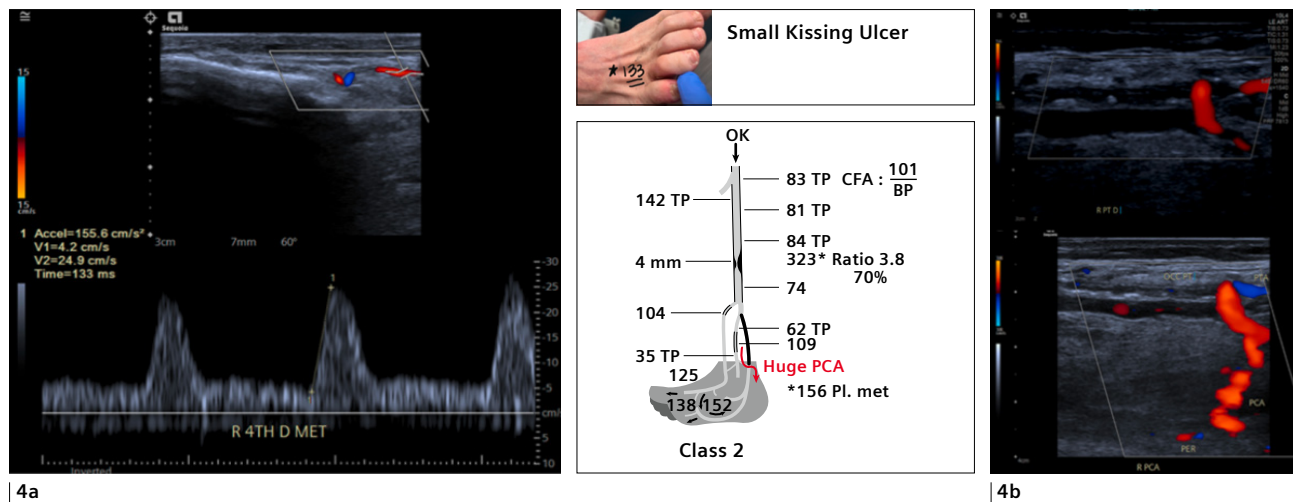 Sequoia
15
15
cm/s
1 Accel=155.6 cm/s²
V1=4.2 cm/s
V2=24.9 cm/s
Time=133 ms
3cm 7mm 60°
1
-30
-25
-20
-15
-10
-5
cm/s
5
10
R 4TH D MET
Inverted
4a
★ 133
Small Kissing Ulcer
OK
83 TP CFA : 101
BP
142 TP
81 TP
84 TP
4 mm
323* Ratio 3.8
70%
74
104
62 TP
109
35 TP
Huge PCA
125
*156 Pl. met
138 152
Class 2
R PT D
PTA
PCA
PER
R PCA
4b